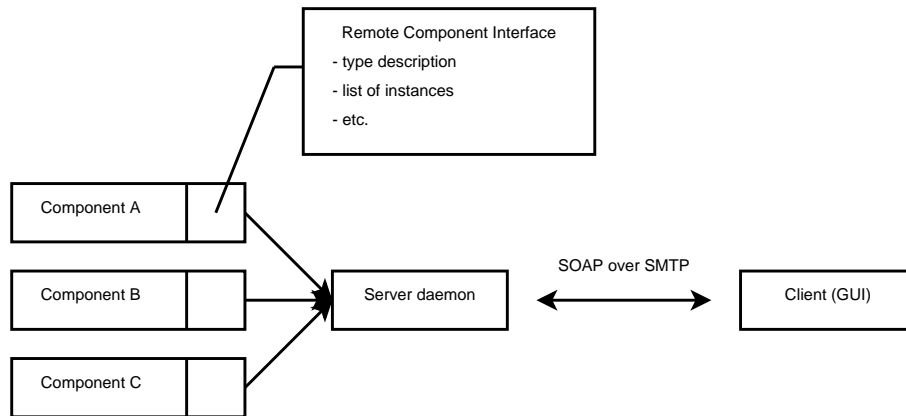 Remote Component Interface
- type description
- list of instances
- etc.
Component A
Component B
Component C
Server daemon
SOAP over SMTP
Client (GUI)